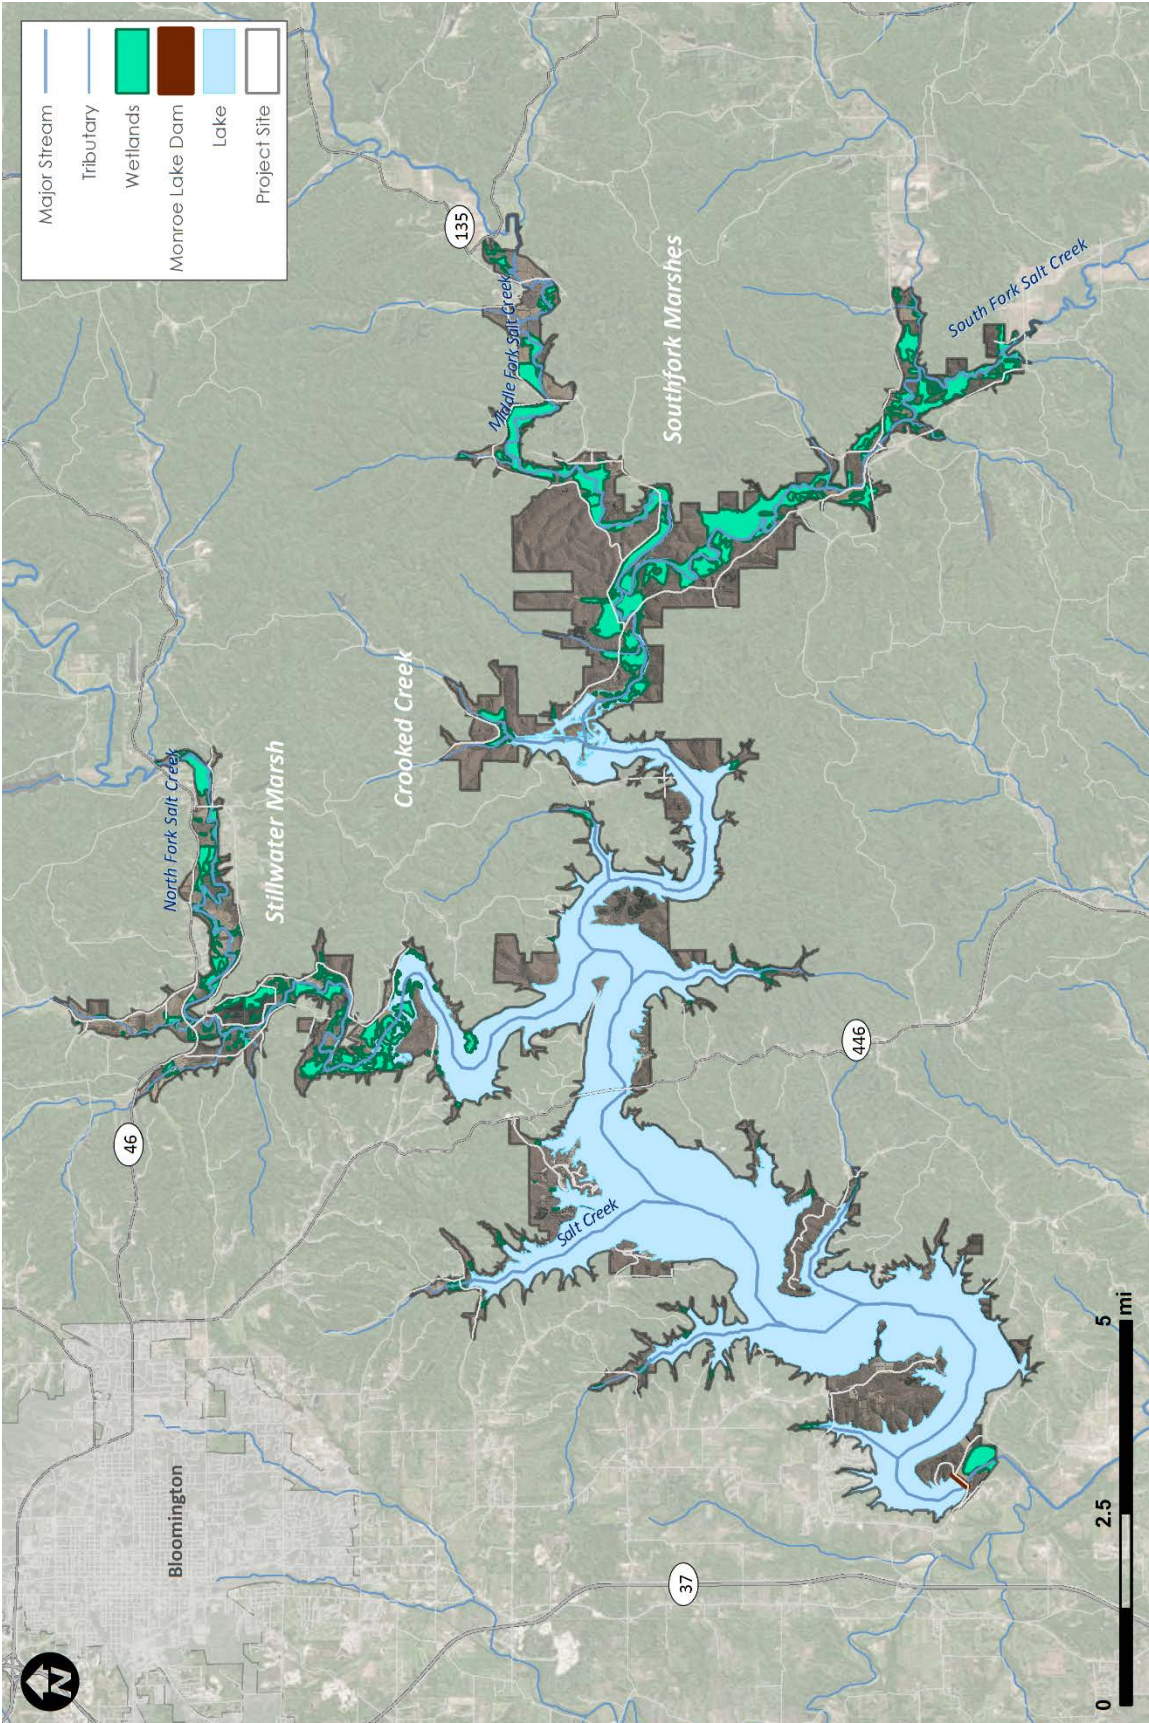 Major Stream
Tributary
Wetlands
Monroe Lake Dam
Lake
Project Site
135
Middle Fork Salt Creek
Southfork Marshes
South Fork Salt Creek
North Fork Salt Creek
Stillwater Marsh
Crooked Creek
46
446
Salt Creek
Bloomington
37
N
0
2.5
5
mi